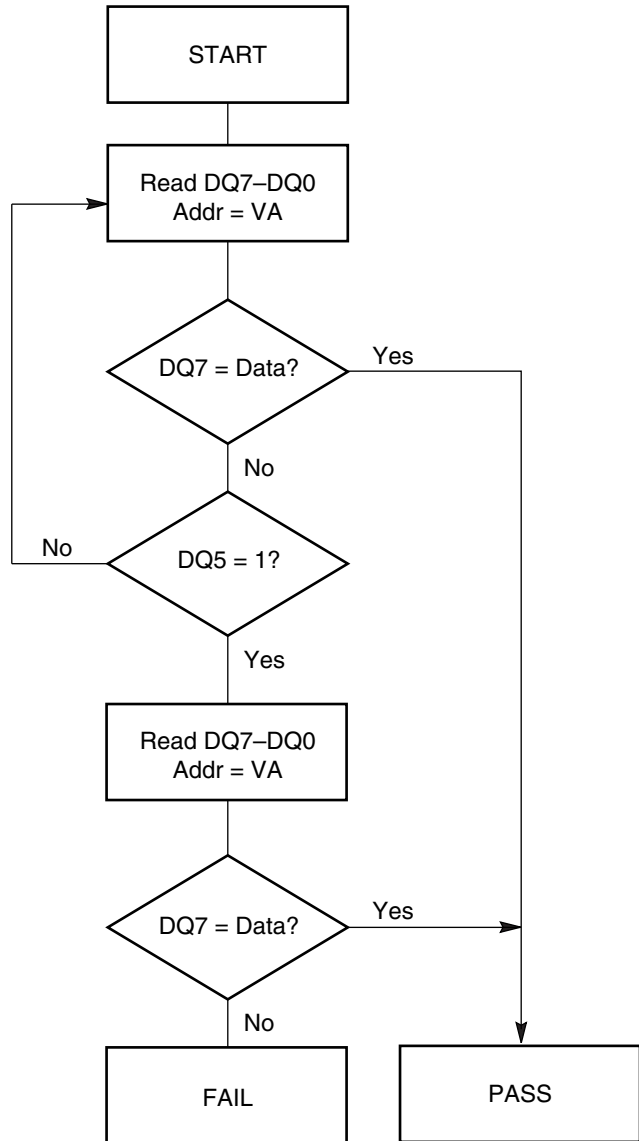 START
Read DQ7–DQ0
Addr = VA
DQ7 = Data?
Yes
No
No
DQ5 = 1?
Yes
Read DQ7–DQ0
Addr = VA
DQ7 = Data?
Yes
No
FAIL
PASS